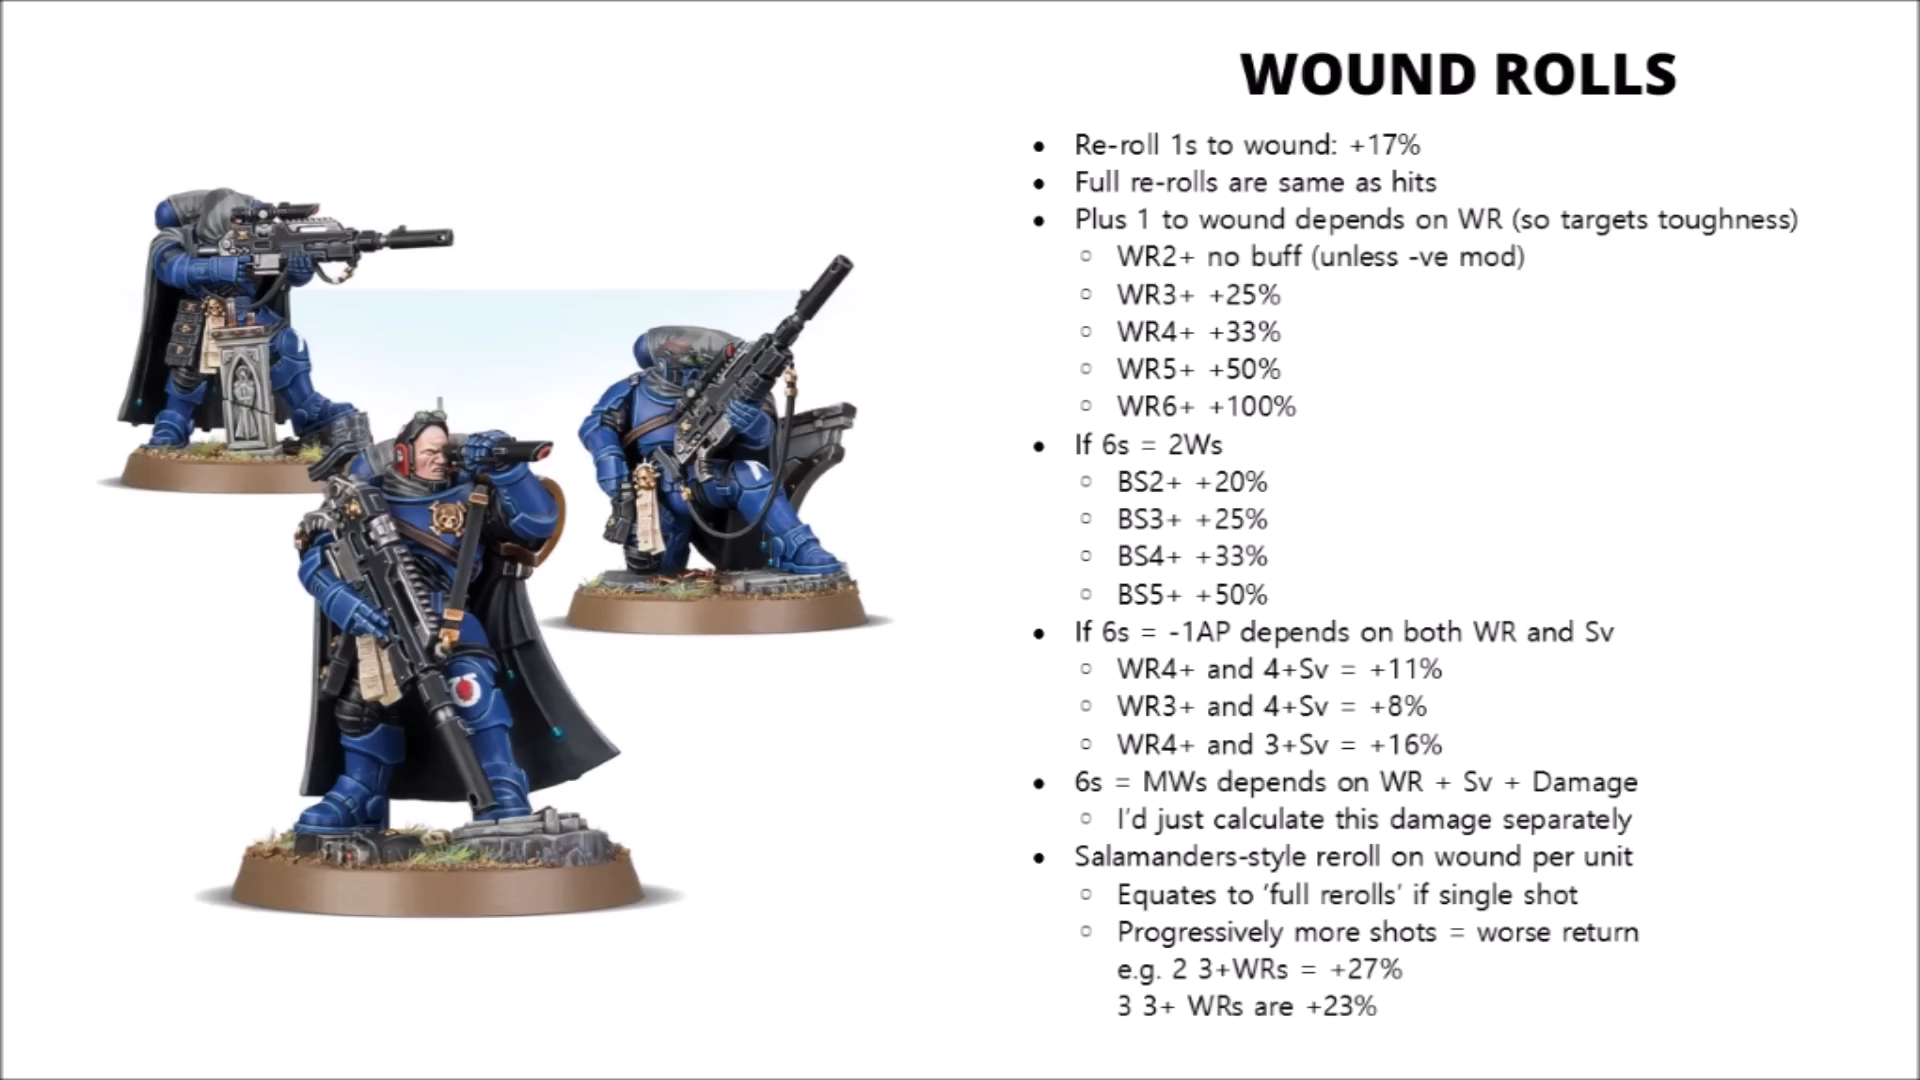 WOUND ROLLS
• Re-roll 1s to wound: +17%
• Full re-rolls are same as hits
• Plus 1 to wound depends on WR (so targets toughness)
○ WR2+ no buff (unless -ve mod)
○ WR3+ +25%
○ WR4+ +33%
○ WR5+ +50%
○ WR6+ +100%
• If 6s = 2Ws
○ BS2+ +20%
○ BS3+ +25%
○ BS4+ +33%
○ BS5+ +50%
• If 6s = -1AP depends on both WR and Sv
○ WR4+ and 4+Sv = +11%
○ WR3+ and 4+Sv = +8%
○ WR4+ and 3+Sv = +16%
• 6s = MWs depends on WR + Sv + Damage
○ I'd just calculate this damage separately
• Salamanders-style reroll on wound per unit
○ Equates to 'full rerolls' if single shot
○ Progressively more shots = worse return
e.g. 2 3+WRs = +27%
3 3+ WRs are +23%